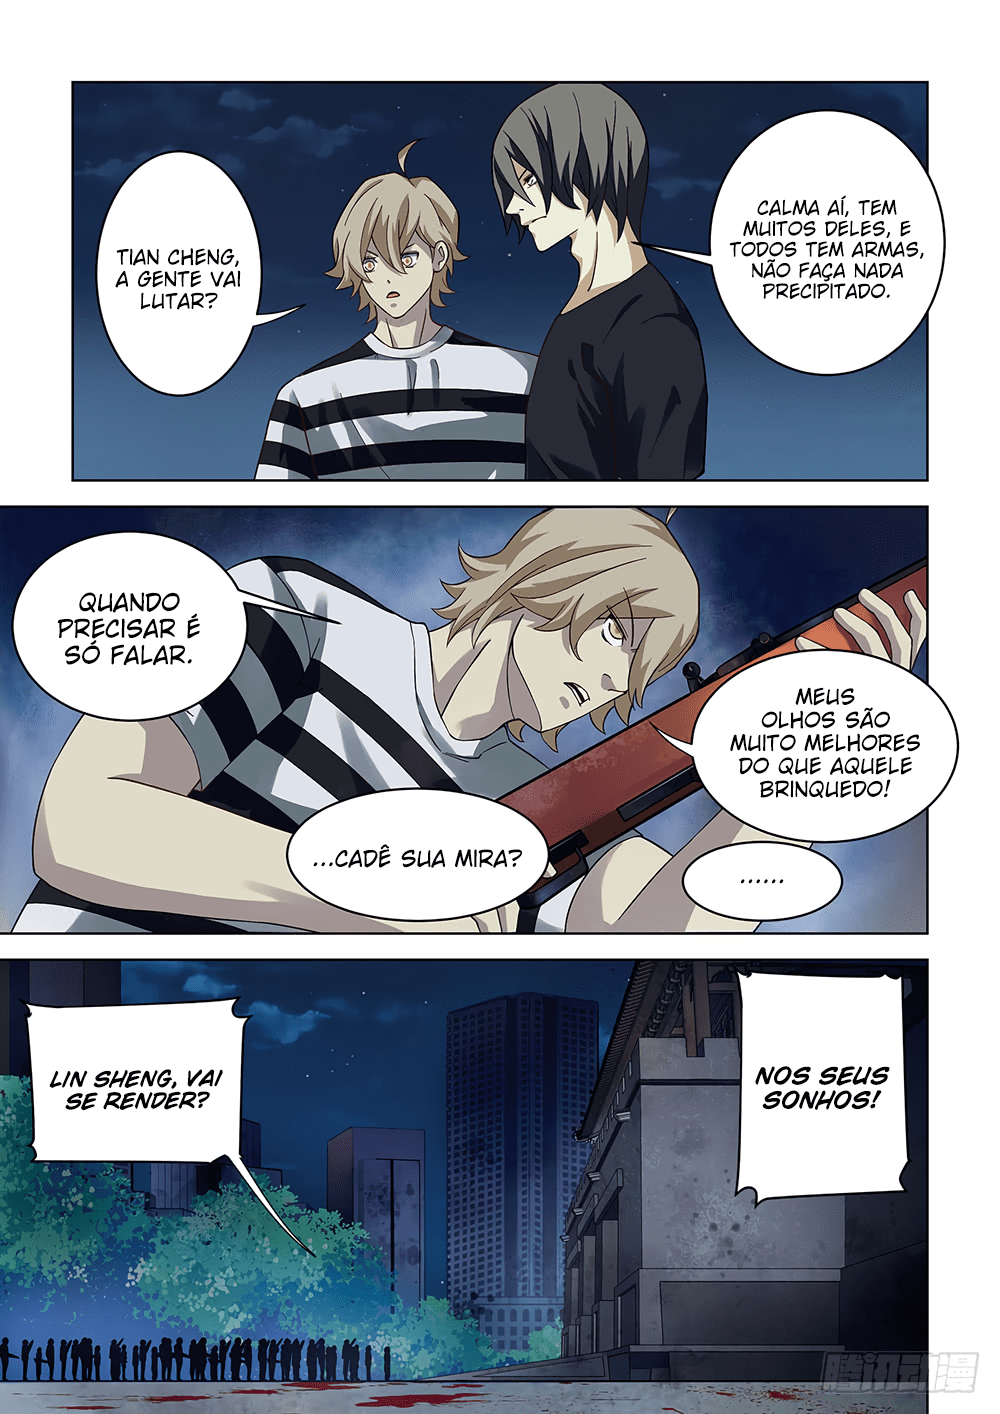 TIAN CHENG,
A GENTE VAI
LUTAR?
CALMA AÍ, TEM
MUITOS DELES, E
TODOS TEM ARMAS,
NÃO FAÇA NADA
PRECIPITADO.
QUANDO
PRECISAR É
SÓ FALAR.
...CADÊ SUA MIRA?
MEUS
OLHOS SÃO
MUITO MELHORES
DO QUE AQUELE
BRINQUEDO!
......
LIN SHENG, VAI
SE RENDER?
NOS SEUS
SONHOS!
腾讯动漫